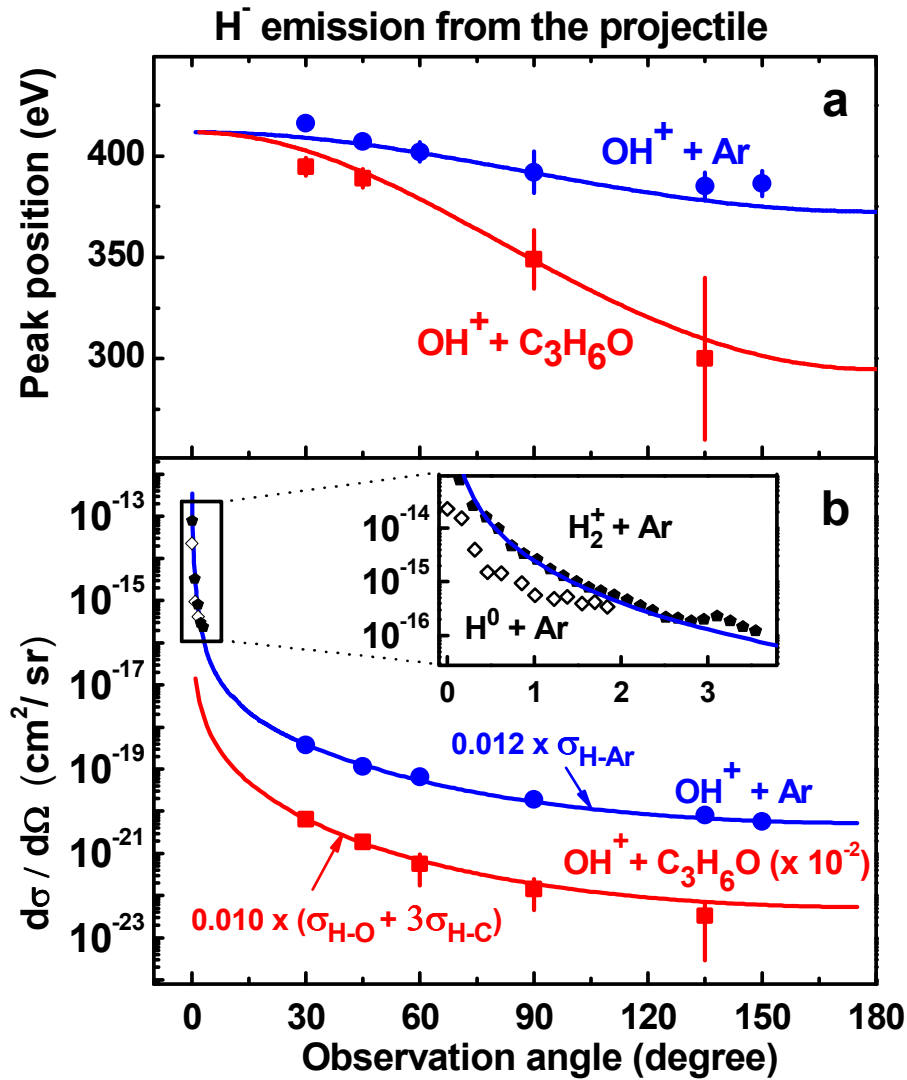 H⁻ emission from the projectile
a
Peak position (eV)
400
350
300
OH⁺ + Ar
OH⁺ + C₃H₆O
b
dσ / dΩ (cm²/ sr)
10⁻¹³
10⁻¹⁵
10⁻¹⁷
10⁻¹⁹
10⁻²¹
10⁻²³
10⁻¹⁴
10⁻¹⁵
10⁻¹⁶
H₂⁺ + Ar
H⁰ + Ar
0 1 2 3
0.012 x σH-Ar
OH⁺ + Ar
OH⁺ + C₃H₆O (x 10⁻²)
0.010 x (σH-O + 3σH-C)
0 30 60 90 120 150 180
Observation angle (degree)